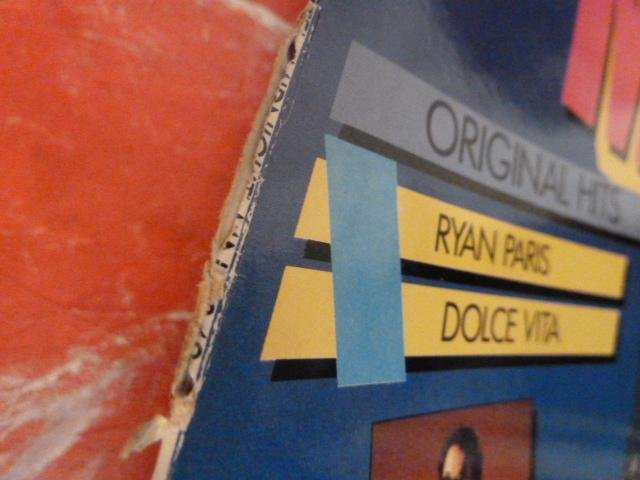 ORIGINAL HITS
RYAN PARIS
DOLCE VITA